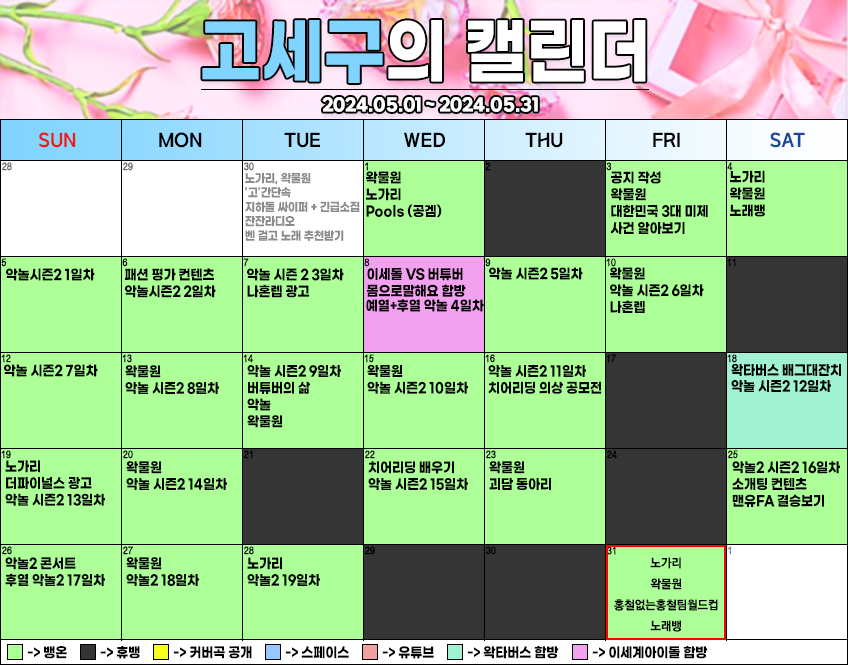 고세구의 캘린더
2024.05.01 ~ 2024.05.31
SUN MON TUE WED THU FRI SAT
28
29
30
노가리, 왁물원
'고'간단속
지하돌 싸이퍼 + 긴급소집
잔잔라디오
벤 걸고 노래 추천받기
1
왁물원
노가리
Pools (공겜)
2
3
공지 작성
왁물원
대한민국 3대 미제
사건 알아보기
4
노가리
왁물원
노래뱅
5
악놀시즌2 1일차
6
패션 평가 컨텐츠
악놀시즌2 2일차
7
악놀 시즌 2 3일차
나혼렙 광고
8
이세돌 VS 버튜버
몸으로말해요 합방
예열+후열 악놀 4일차
9
악놀 시즌2 5일차
10
왁물원
악놀 시즌2 6일차
나혼렙
11
12
악놀 시즌2 7일차
13
왁물원
악놀 시즌2 8일차
14
악놀 시즌2 9일차
버튜버의 삶
악놀
왁물원
15
왁물원
악놀 시즌2 10일차
16
악놀 시즌2 11일차
치어리딩 의상 공모전
17
18
왁타버스 배그대잔치
악놀 시즌2 12일차
19
노가리
더파이널스 광고
악놀 시즌2 13일차
20
왁물원
악놀 시즌2 14일차
21
22
치어리딩 배우기
악놀 시즌2 15일차
23
왁물원
괴담 동아리
24
25
악놀2 시즌2 16일차
소개팅 컨텐츠
맨유FA 결승보기
26
악놀2 콘서트
후열 악놀2 17일차
27
왁물원
악놀2 18일차
28
노가리
악놀2 19일차
29
30
31
노가리
왁물원
홍철없는홍철팀월드컵
노래뱅
1
-> 뱅온 -> 휴뱅 -> 커버곡 공개 -> 스페이스 -> 유튜브 -> 왁타버스 합방 -> 이세계아이돌 합방